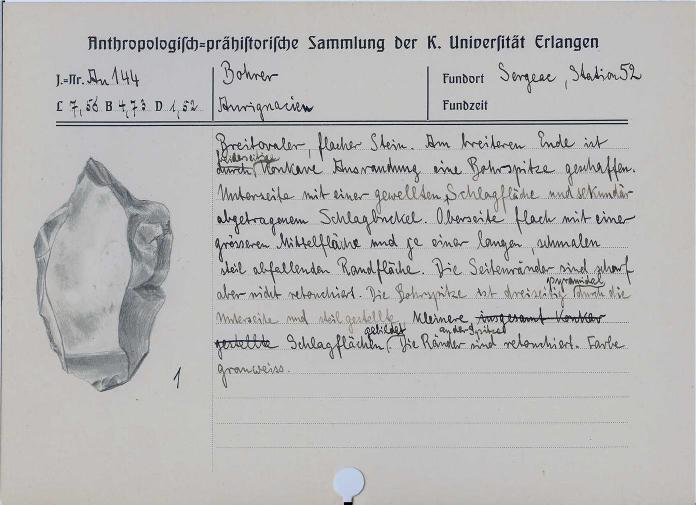 Anthropologisch=prähistorische Sammlung der K. Universität Erlangen
J.=Nr. An 144 Bohrer Fundort Sergeac, Station 52
L 7,56 B 4,73 D 1,52 Aurignacien Fundzeit
Breitovaler, flacher Stein. Am breiteren Ende ist
beiderseitige
durch konkave Ausrandung eine Bohrspitze geschaffen.
Unterseite mit einer gewellten Schlagfläche und sekundär
abgetragenem Schlagbuckel. Oberseite flach mit einer
grösseren Mittelfläche und je einer langen schmalen
steil abfallenden Randfläche. Die Seitenränder sind scharf
pyramidal
aber nicht retouchiert. Die Bohrspitze ist dreiseitig durch die
Unterseite und steil gestellte kleinere insgesamt konkav
gebildet an der Spitze
gestellte Schlagflächen. Die Ränder sind retouchiert. Farbe
grauweiss.
1